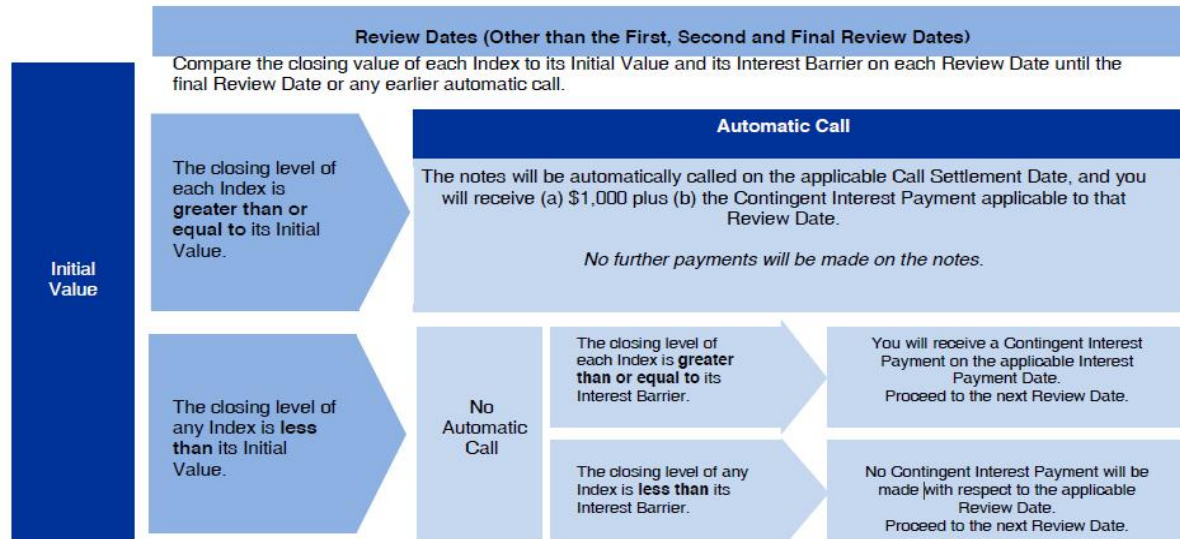 Review Dates (Other than the First, Second and Final Review Dates)
Compare the closing value of each Index to its Initial Value and its Interest Barrier on each Review Date until the
final Review Date or any earlier automatic call.
Initial
Value
The closing level of
each Index is
greater than or
equal to its Initial
Value.
Automatic Call
The notes will be automatically called on the applicable Call Settlement Date, and you
will receive (a) $1,000 plus (b) the Contingent Interest Payment applicable to that
Review Date.
No further payments will be made on the notes.
The closing level of
any Index is less
than its Initial
Value.
No
Automatic
Call
The closing level of
each Index is greater
than or equal to its
Interest Barrier.
You will receive a Contingent Interest
Payment on the applicable Interest
Payment Date.
Proceed to the next Review Date.
The closing level of any
Index is less than its
Interest Barrier.
No Contingent Interest Payment will be
made with respect to the applicable
Review Date.
Proceed to the next Review Date.